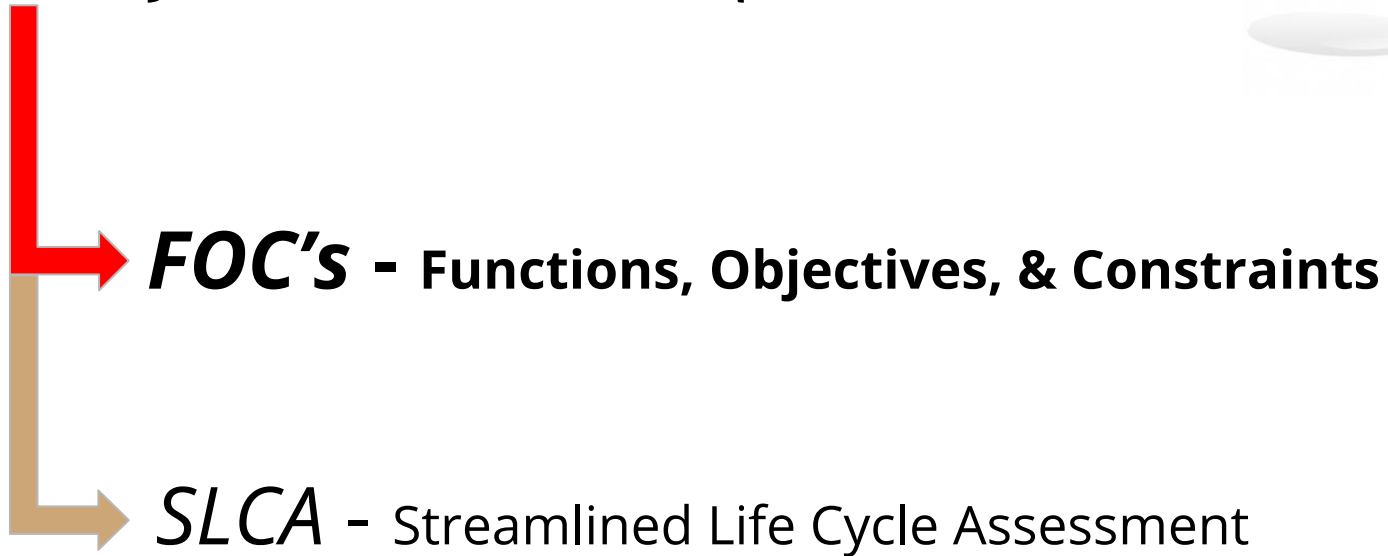 FOC’s - Functions, Objectives, & Constraints
SLCA - Streamlined Life Cycle Assessment